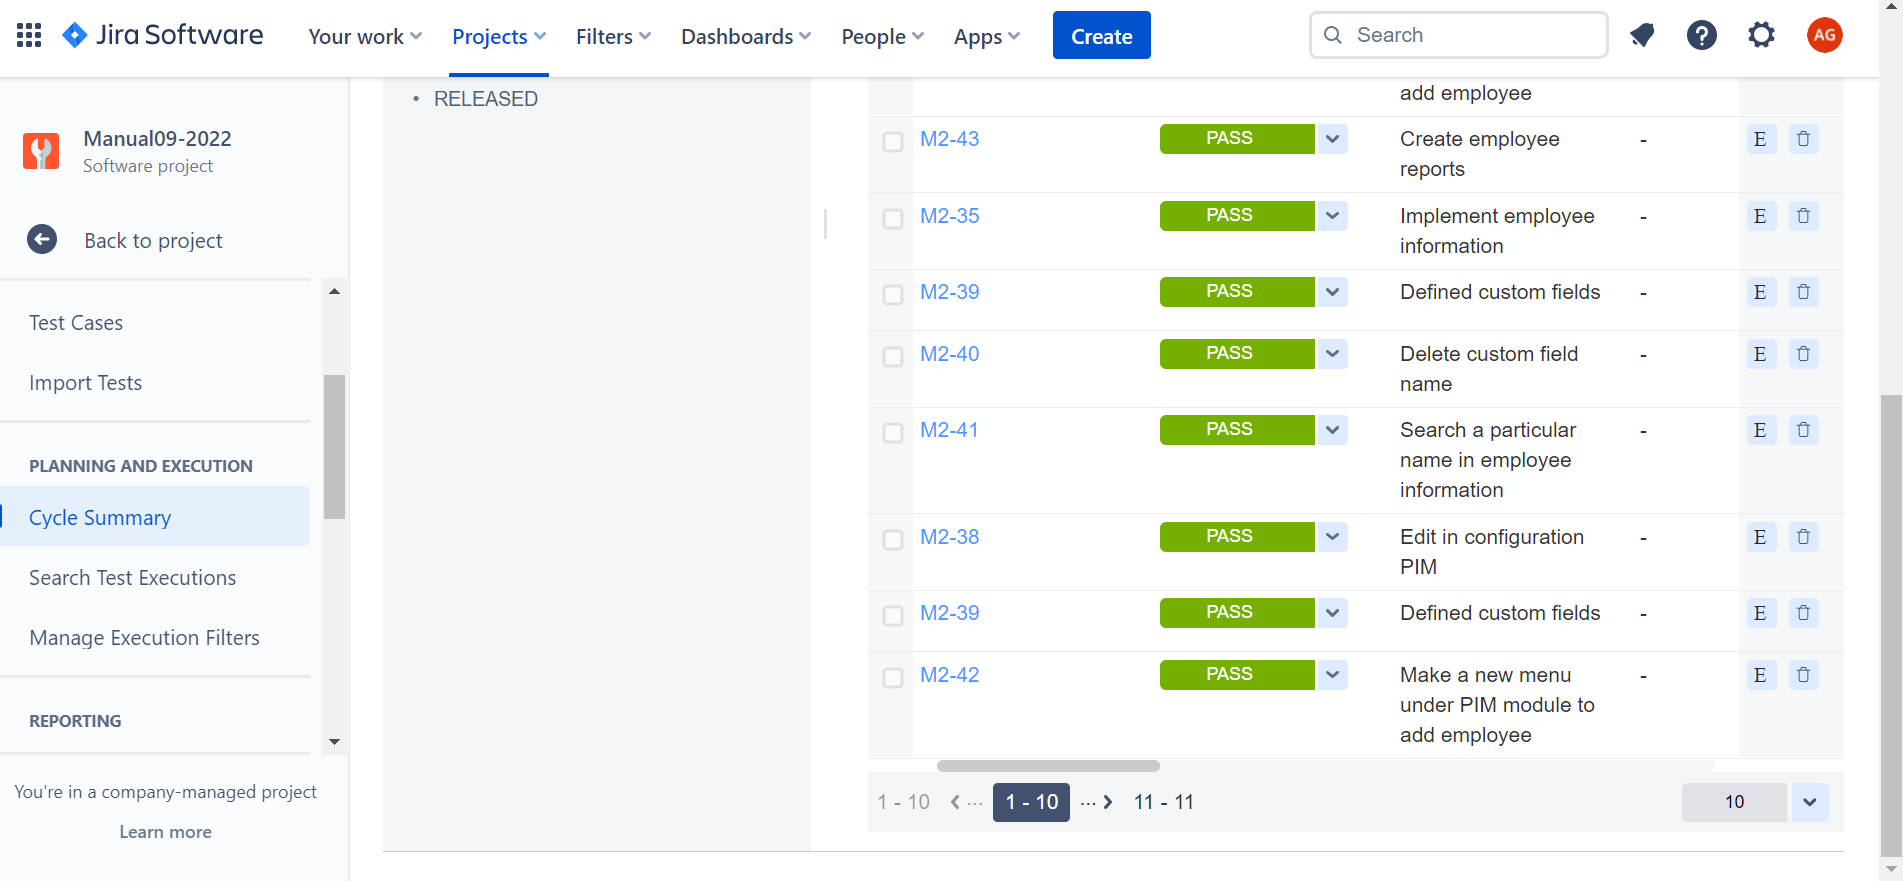 Jira Software
Your work
Projects
Filters
Dashboards
People
Apps
Create
Search
AG
Manual09-2022
Software project
Back to project
Test Cases
Import Tests
PLANNING AND EXECUTION
Cycle Summary
Search Test Executions
Manage Execution Filters
REPORTING
You're in a company-managed project
Learn more
• RELEASED
add employee
M2-43 PASS Create employee - E
reports
M2-35 PASS Implement employee - E
information
M2-39 PASS Defined custom fields - E
M2-40 PASS Delete custom field - E
name
M2-41 PASS Search a particular - E
name in employee
information
M2-38 PASS Edit in configuration - E
PIM
M2-39 PASS Defined custom fields - E
M2-42 PASS Make a new menu - E
under PIM module to
add employee
1 - 10 ... 1 - 10 ... 11 - 11 10